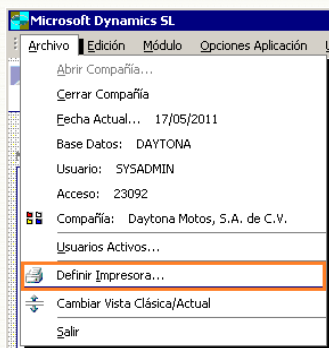 Microsoft Dynamics SL
Archivo Edición Módulo Opciones Aplicación
Abrir Compañía...
Cerrar Compañía
Fecha Actual... 17/05/2011
Base Datos: DAYTONA
Usuario: SYSADMIN
Acceso: 23092
Compañía: Daytona Motos, S.A. de C.V.
Usuarios Activos...
Definir Impresora...
Cambiar Vista Clásica/Actual
Salir